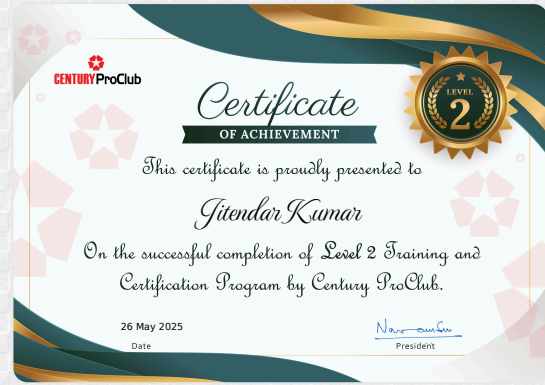 CENTURY ProClub
LEVEL
2
Certificate
OF ACHIEVEMENT
This certificate is proudly presented to
Jitendar Kumar
On the successful completion of Level 2 Training and
Certification Program by Century ProClub.
26 May 2025
Date
President